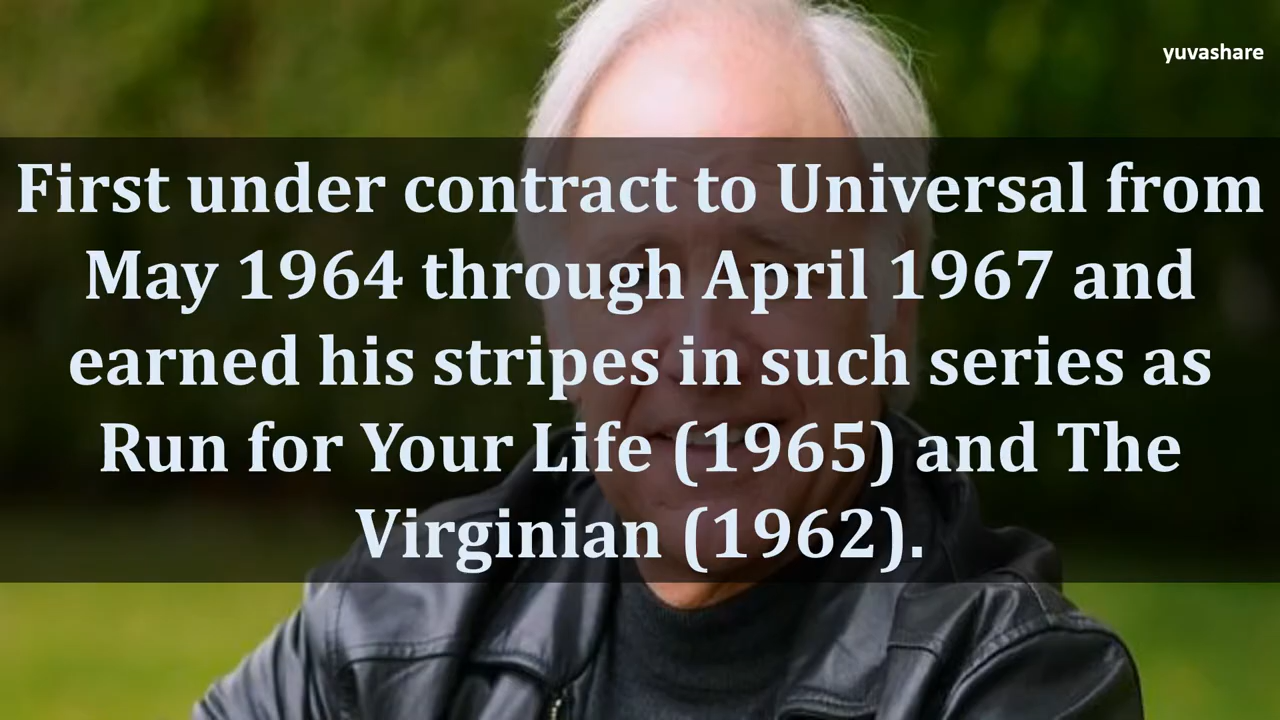 yuvashare
First under contract to Universal from
May 1964 through April 1967 and
earned his stripes in such series as
Run for Your Life (1965) and The
Virginian (1962).